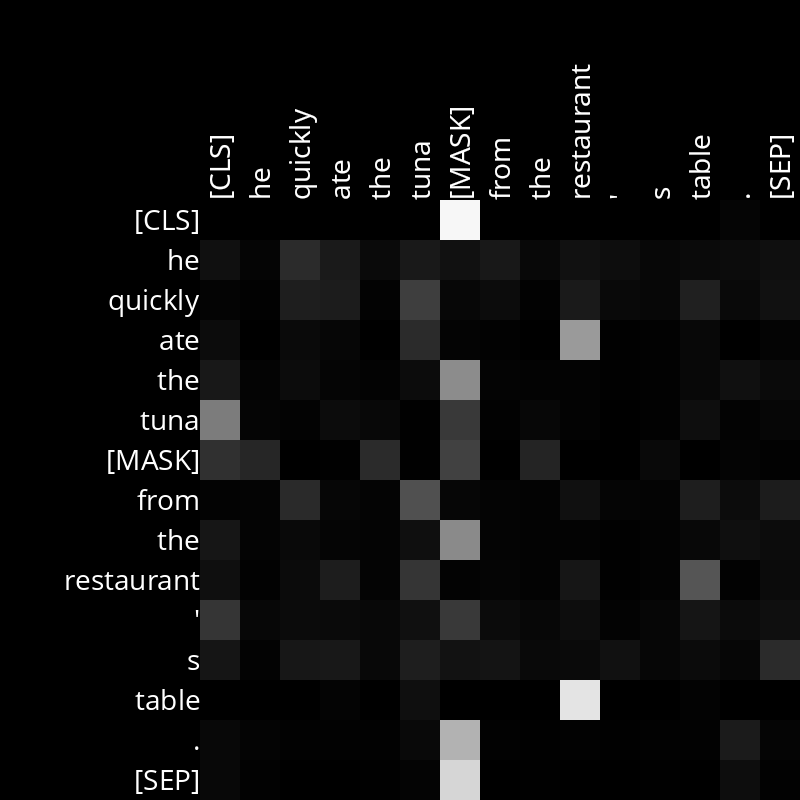 [CLS] he quickly ate the tuna [MASK] from the restaurant ' s table . [SEP]
[CLS]
he
quickly
ate
the
tuna
[MASK]
from
the
restaurant
'
s
table
.
[SEP]